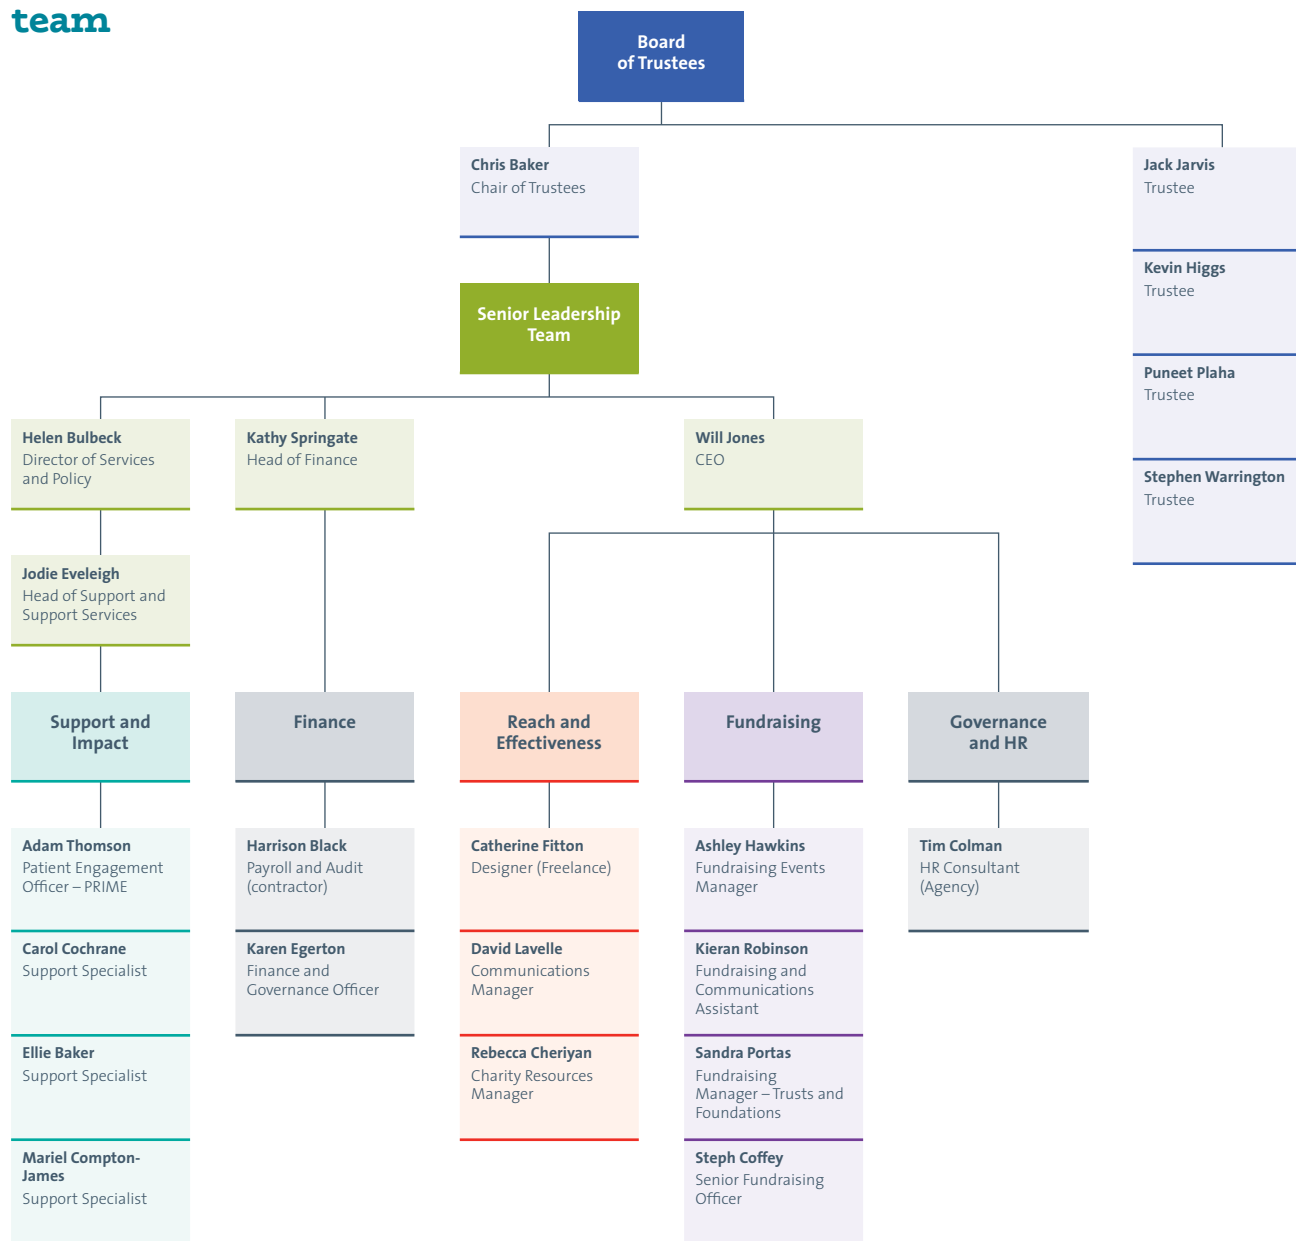 team
Board
of Trustees
Chris Baker
Chair of Trustees
Jack Jarvis
Trustee
Kevin Higgs
Trustee
Puneet Plaha
Trustee
Stephen Warrington
Trustee
Senior Leadership
Team
Helen Bulbeck
Director of Services
and Policy
Kathy Springate
Head of Finance
Will Jones
CEO
Jodie Eveleigh
Head of Support and
Support Services
Support and
Impact
Adam Thomson
Patient Engagement
Officer – PRIME
Carol Cochrane
Support Specialist
Ellie Baker
Support Specialist
Mariel Compton-
James
Support Specialist
Finance
Harrison Black
Payroll and Audit
(contractor)
Karen Egerton
Finance and
Governance Officer
Reach and
Effectiveness
Catherine Fitton
Designer (Freelance)
David Lavelle
Communications
Manager
Rebecca Cheriyan
Charity Resources
Manager
Fundraising
Ashley Hawkins
Fundraising Events
Manager
Kieran Robinson
Fundraising and
Communications
Assistant
Sandra Portas
Fundraising
Manager – Trusts and
Foundations
Steph Coffey
Senior Fundraising
Officer
Governance
and HR
Tim Colman
HR Consultant
(Agency)